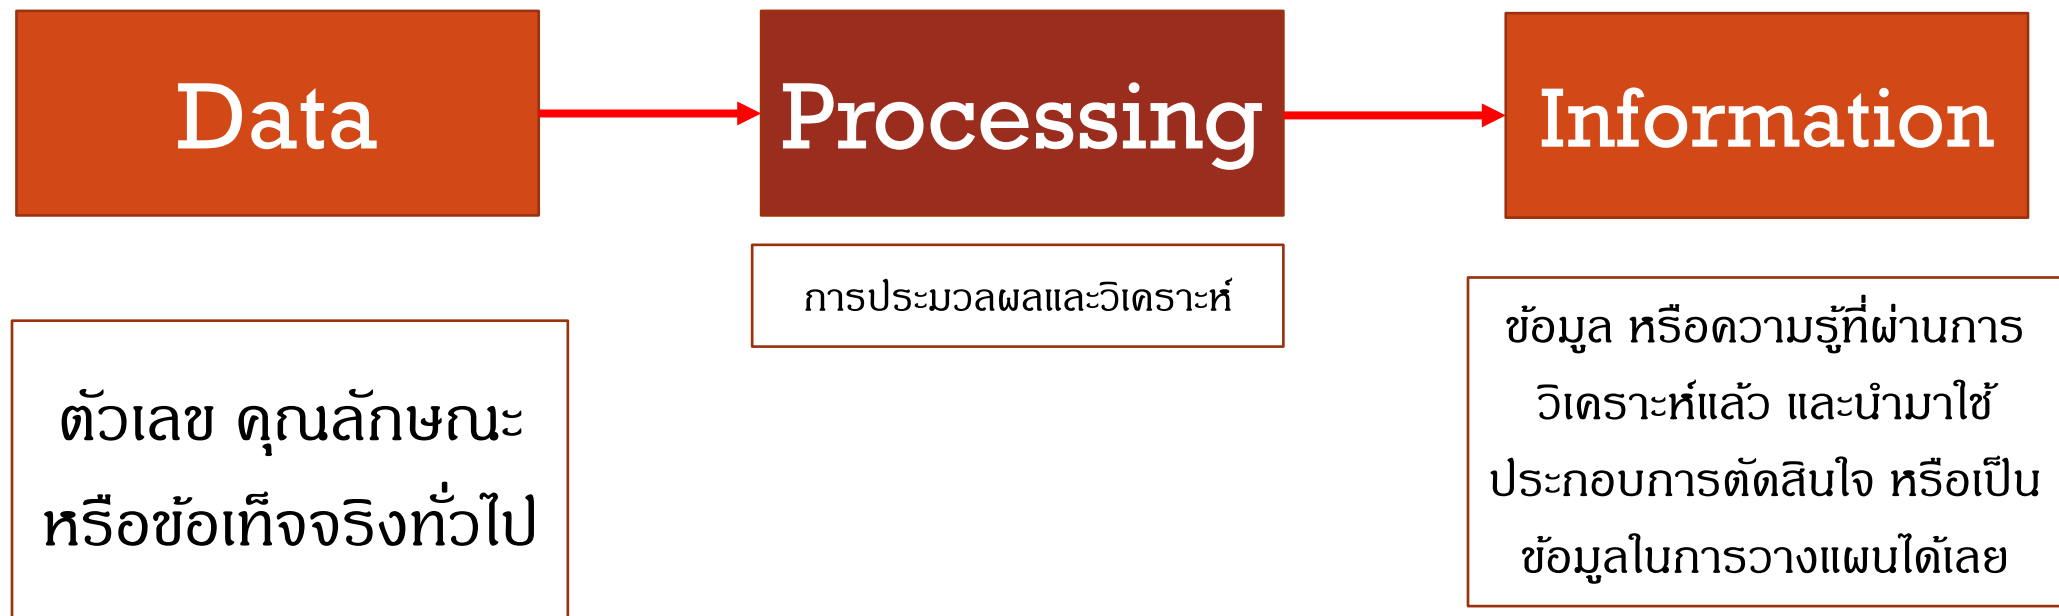 Data
Processing
Information
ตัวเลข คุณลักษณะ
หรือข้อเท็จจริงทั่วไป
การประมวลผลและวิเคราะห์
ข้อมูล หรือความรู้ที่ผ่านการ
วิเคราะห์แล้ว และนำมาใช้
ประกอบการตัดสินใจ หรือเป็น
ข้อมูลในการวางแผนได้เลย